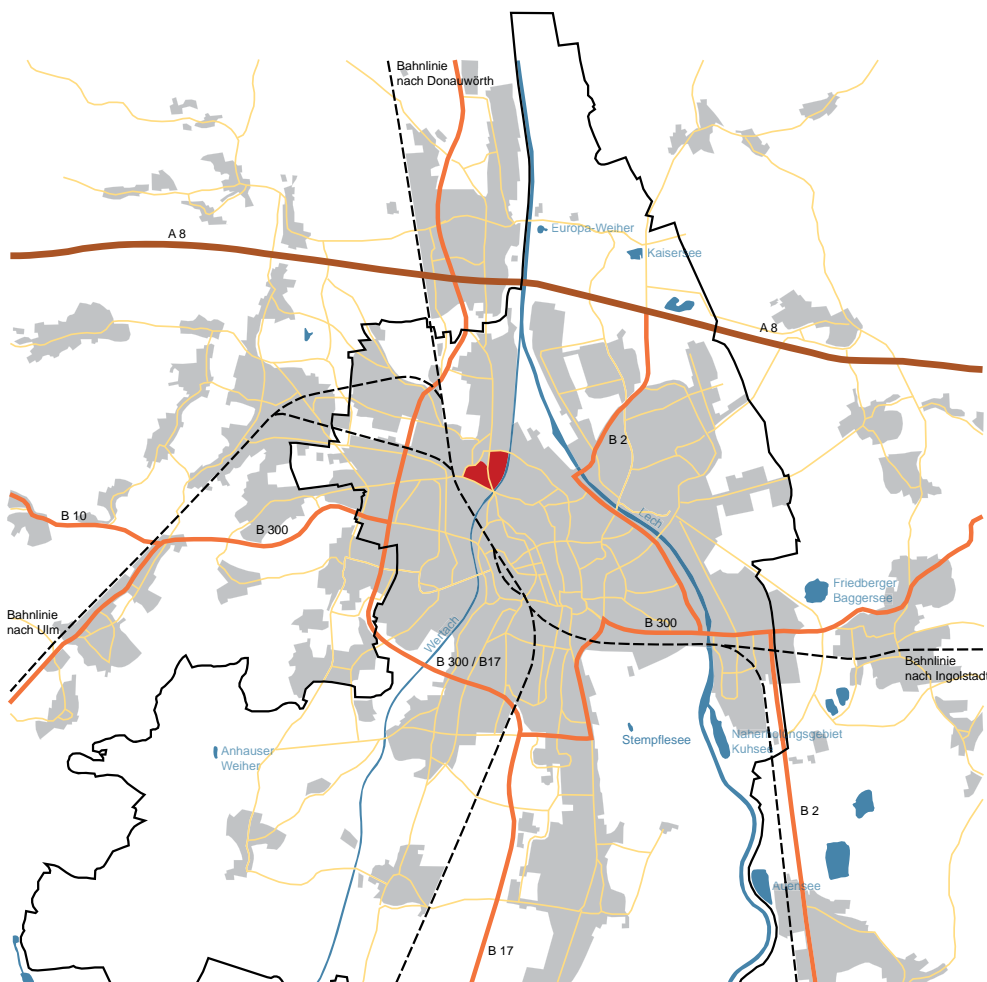 Bahnlinie
nach Donauwörth
A 8
Europa-Weiher
Kaisersee
A 8
B 2
B 10
B 300
Lech
Friedberger
Baggersee
Bahnlinie
nach Ulm
B 300
Wertach
B 300 / B17
Bahnlinie
nach Ingolstadt
Stempflesee
Naherholungsgebiet
Kuhsee
Anhauser
Weiher
B 2
Auensee
B 17